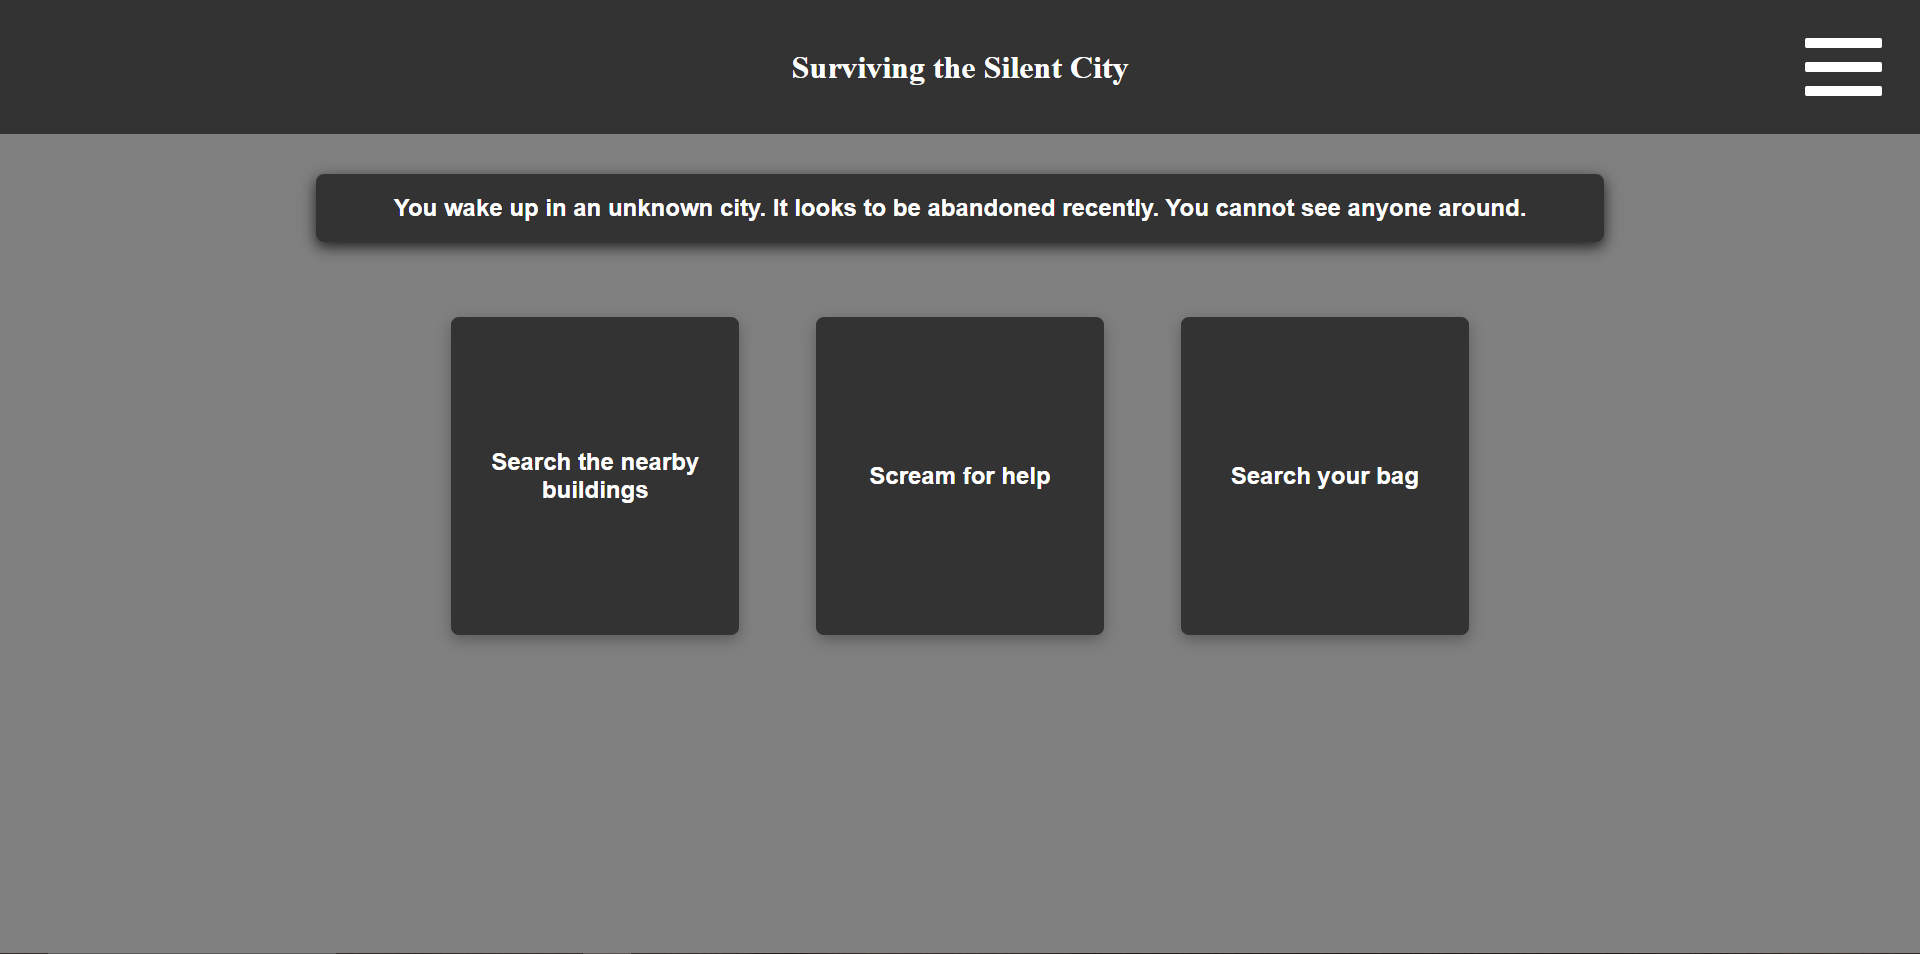 Surviving the Silent City
You wake up in an unknown city. It looks to be abandoned recently. You cannot see anyone around.
Search the nearby
buildings
Scream for help
Search your bag